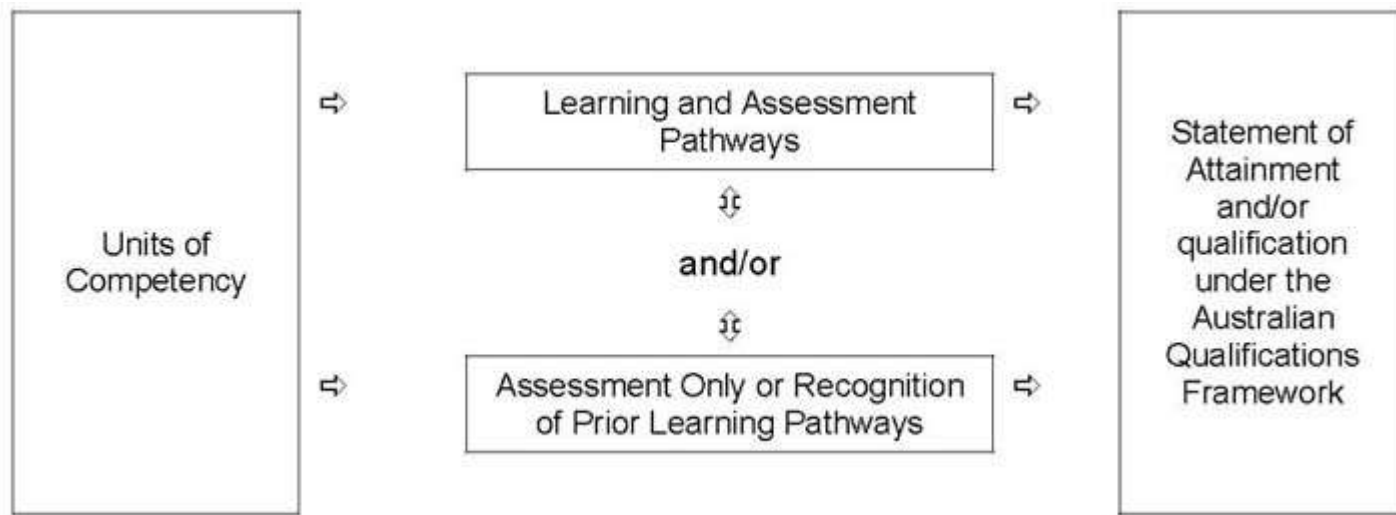 Units of
Competency
Learning and Assessment
Pathways
and/or
Assessment Only or Recognition
of Prior Learning Pathways
Statement of
Attainment
and/or
qualification
under the
Australian
Qualifications
Framework